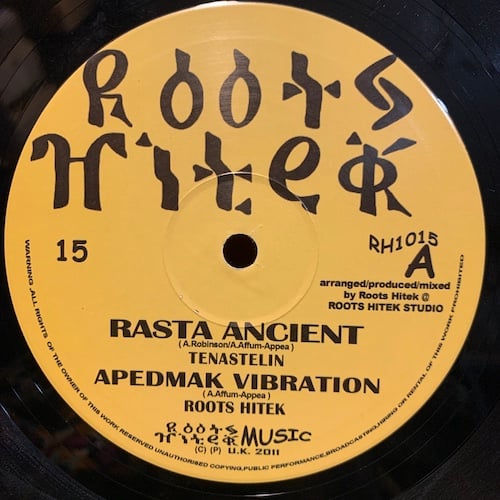 ROOTS
HITEK
15
RH1015
A
arranged/produced/mixed
by Roots Hitek @
ROOTS HITEK STUDIO
RASTA ANCIENT
( A.Robinson/A.Affum-Appea )
TENASTELIN
APEDMAK VIBRATION
( A.Affum-Appea )
ROOTS HITEK
ROOTS
HITEK MUSIC
(C) (P) U.K. 2011
WARNING .ALL RIGHTS OF THE OWNER OF THIS WORK RESERVED UNAUTHORISED COPYING,PUBLIC PERFORMANCE,BROADCASTING,HIRING OR RENTAL OF THIS WORK PROHIBITED